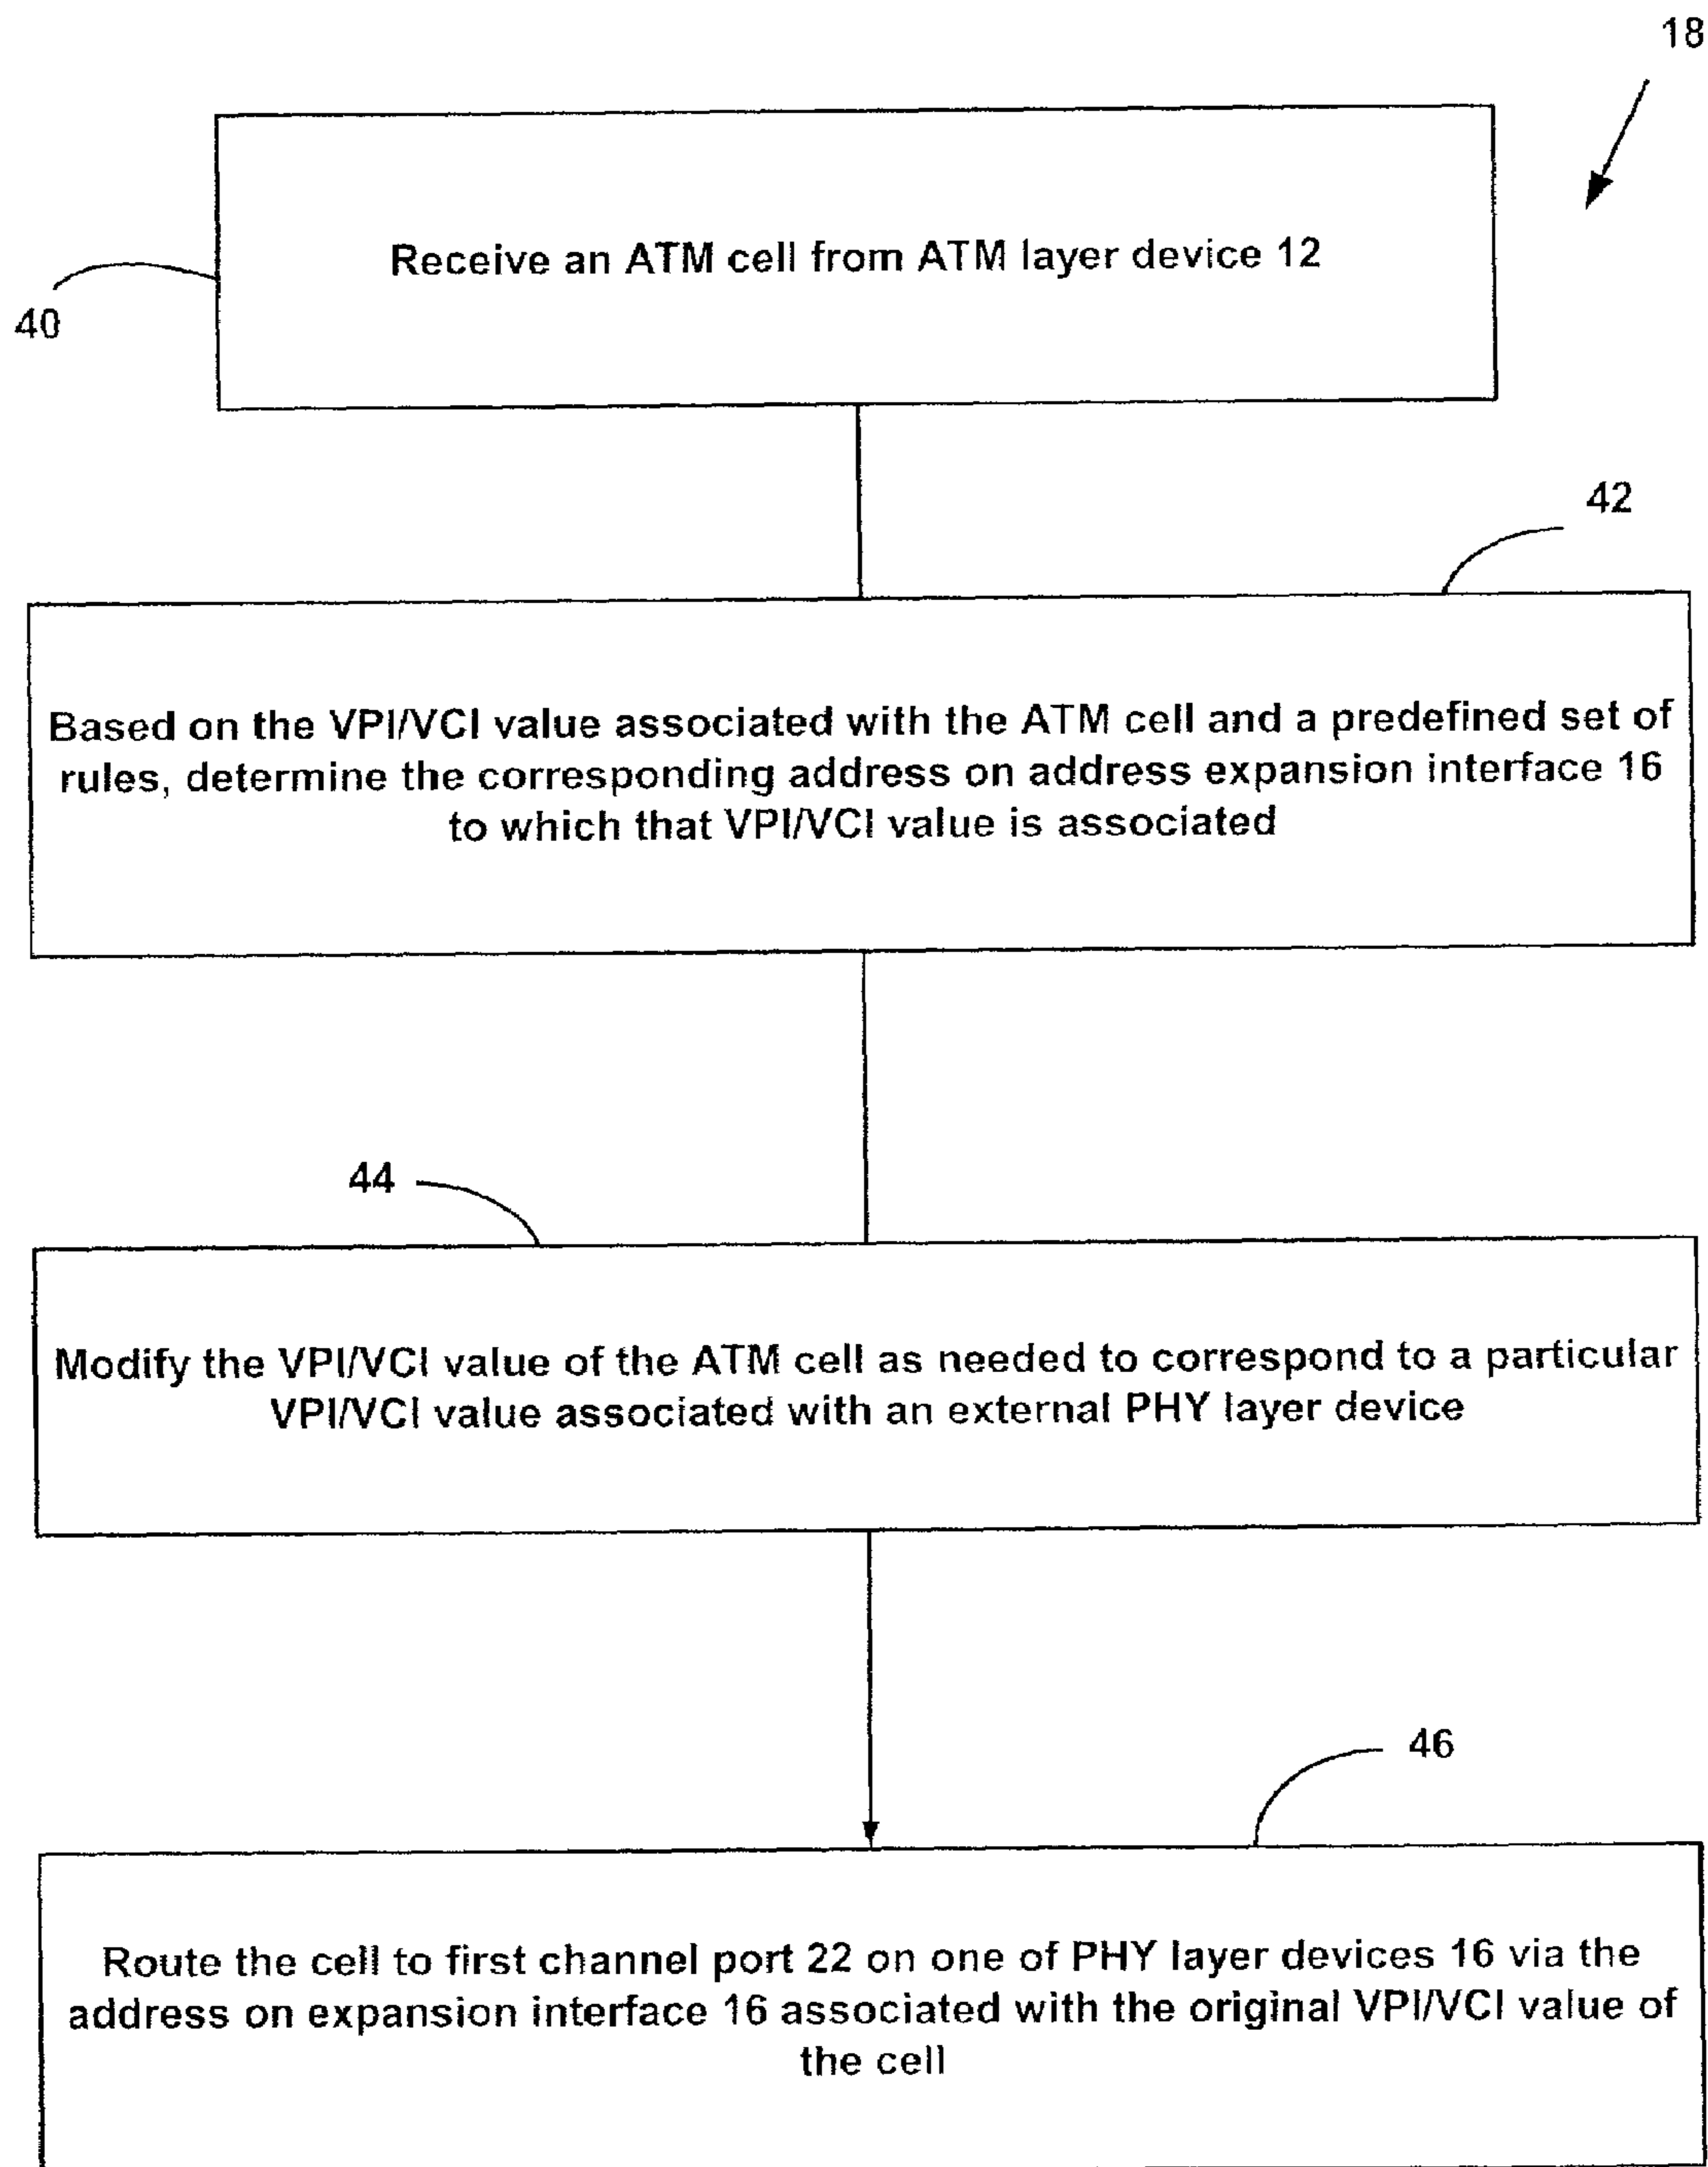 18
Receive an ATM cell from ATM layer device 12
40
42
Based on the VPI/VCI value associated with the ATM cell and a predefined set of
rules, determine the corresponding address on address expansion interface 16
to which that VPI/VCI value is associated
44
Modify the VPI/VCI value of the ATM cell as needed to correspond to a particular
VPI/VCI value associated with an external PHY layer device
46
Route the cell to first channel port 22 on one of PHY layer devices 16 via the
address on expansion interface 16 associated with the original VPI/VCI value of
the cell